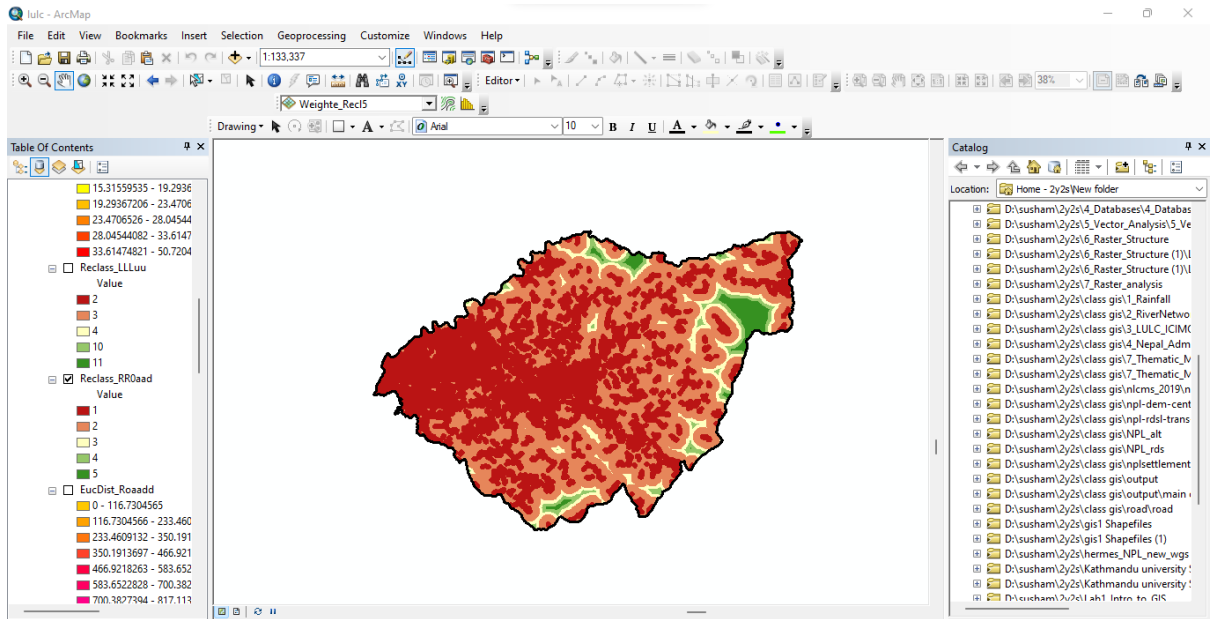 lulc - ArcMap
File Edit View Bookmarks Insert Selection Geoprocessing Customize Windows Help
1:133,337
Editor
38%
Weighte_Recl5
Drawing
A
Arial
10
B I U A
Table Of Contents
15.31559535 - 19.2936
19.29367206 - 23.4706
23.4706526 - 28.04544
28.04544082 - 33.6147
33.61474821 - 50.7204
Reclass_LLLuu
Value
2
3
4
10
11
Reclass_RR0aad
Value
1
2
3
4
5
EucDist_Roaadd
0 - 116.7304565
116.7304566 - 233.460
233.4609132 - 350.191
350.1913697 - 466.921
466.9218263 - 583.652
583.6522828 - 700.382
700.3827394 - 817.113
Catalog
Location: Home - 2y2s\New folder
D:\susham\2y2s\4_Databases\4_Databas
D:\susham\2y2s\5_Vector_Analysis\5_Ve
D:\susham\2y2s\6_Raster_Structure
D:\susham\2y2s\6_Raster_Structure (1)\L
D:\susham\2y2s\6_Raster_Structure (1)\L
D:\susham\2y2s\7_Raster_analysis
D:\susham\2y2s\class gis\1_Rainfall
D:\susham\2y2s\class gis\2_RiverNetwo
D:\susham\2y2s\class gis\3_LULC_ICIMC
D:\susham\2y2s\class gis\4_Nepal_Adm
D:\susham\2y2s\class gis\7_Thematic_M
D:\susham\2y2s\class gis\7_Thematic_M
D:\susham\2y2s\class gis\nlcms_2019\n
D:\susham\2y2s\class gis\npl-dem-cent
D:\susham\2y2s\class gis\npl-rdsl-trans
D:\susham\2y2s\class gis\NPL_alt
D:\susham\2y2s\class gis\NPL_rds
D:\susham\2y2s\class gis\nplsettlement
D:\susham\2y2s\class gis\output
D:\susham\2y2s\class gis\output\main
D:\susham\2y2s\class gis\road\road
D:\susham\2y2s\gis1 Shapefiles
D:\susham\2y2s\gis1 Shapefiles (1)
D:\susham\2y2s\hermes_NPL_new_wgs
D:\susham\2y2s\Kathmandu university
D:\susham\2y2s\Kathmandu university
D:\susham\2y2s\Lab1 Intro to GIS